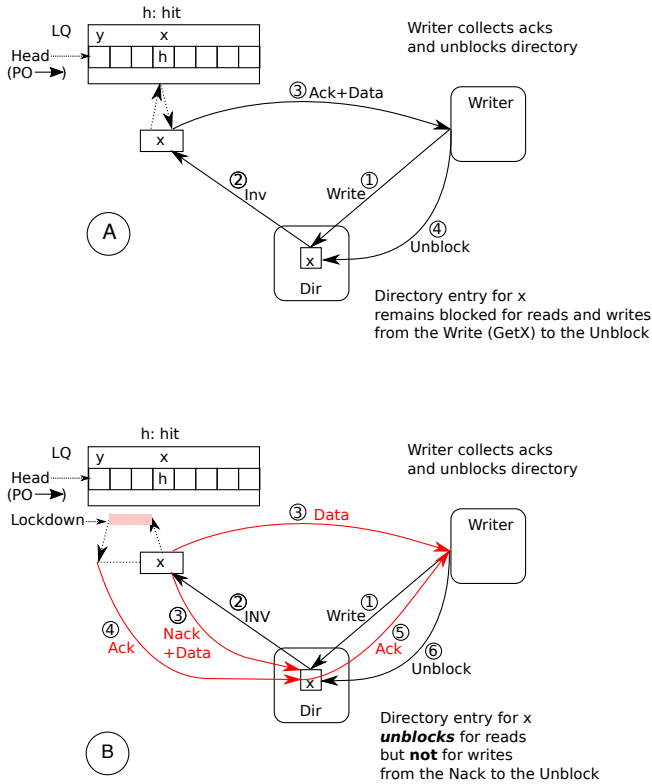 h: hit
LQ
y
x
Head
(PO
)
h
x
③Ack+Data
Writer collects acks
and unblocks directory
Writer
② Inv
Write ①
④ Unblock
x
Dir
A
Directory entry for x
remains blocked for reads and writes
from the Write (GetX) to the Unblock
h: hit
LQ
y
x
Head
(PO
)
h
Lockdown
x
③ Data
Writer collects acks
and unblocks directory
Writer
② INV
Write ①
④ Ack
③ Nack
+Data
⑤ Ack
⑥ Unblock
x
Dir
B
Directory entry for x
unblocks for reads
but not for writes
from the Nack to the Unblock